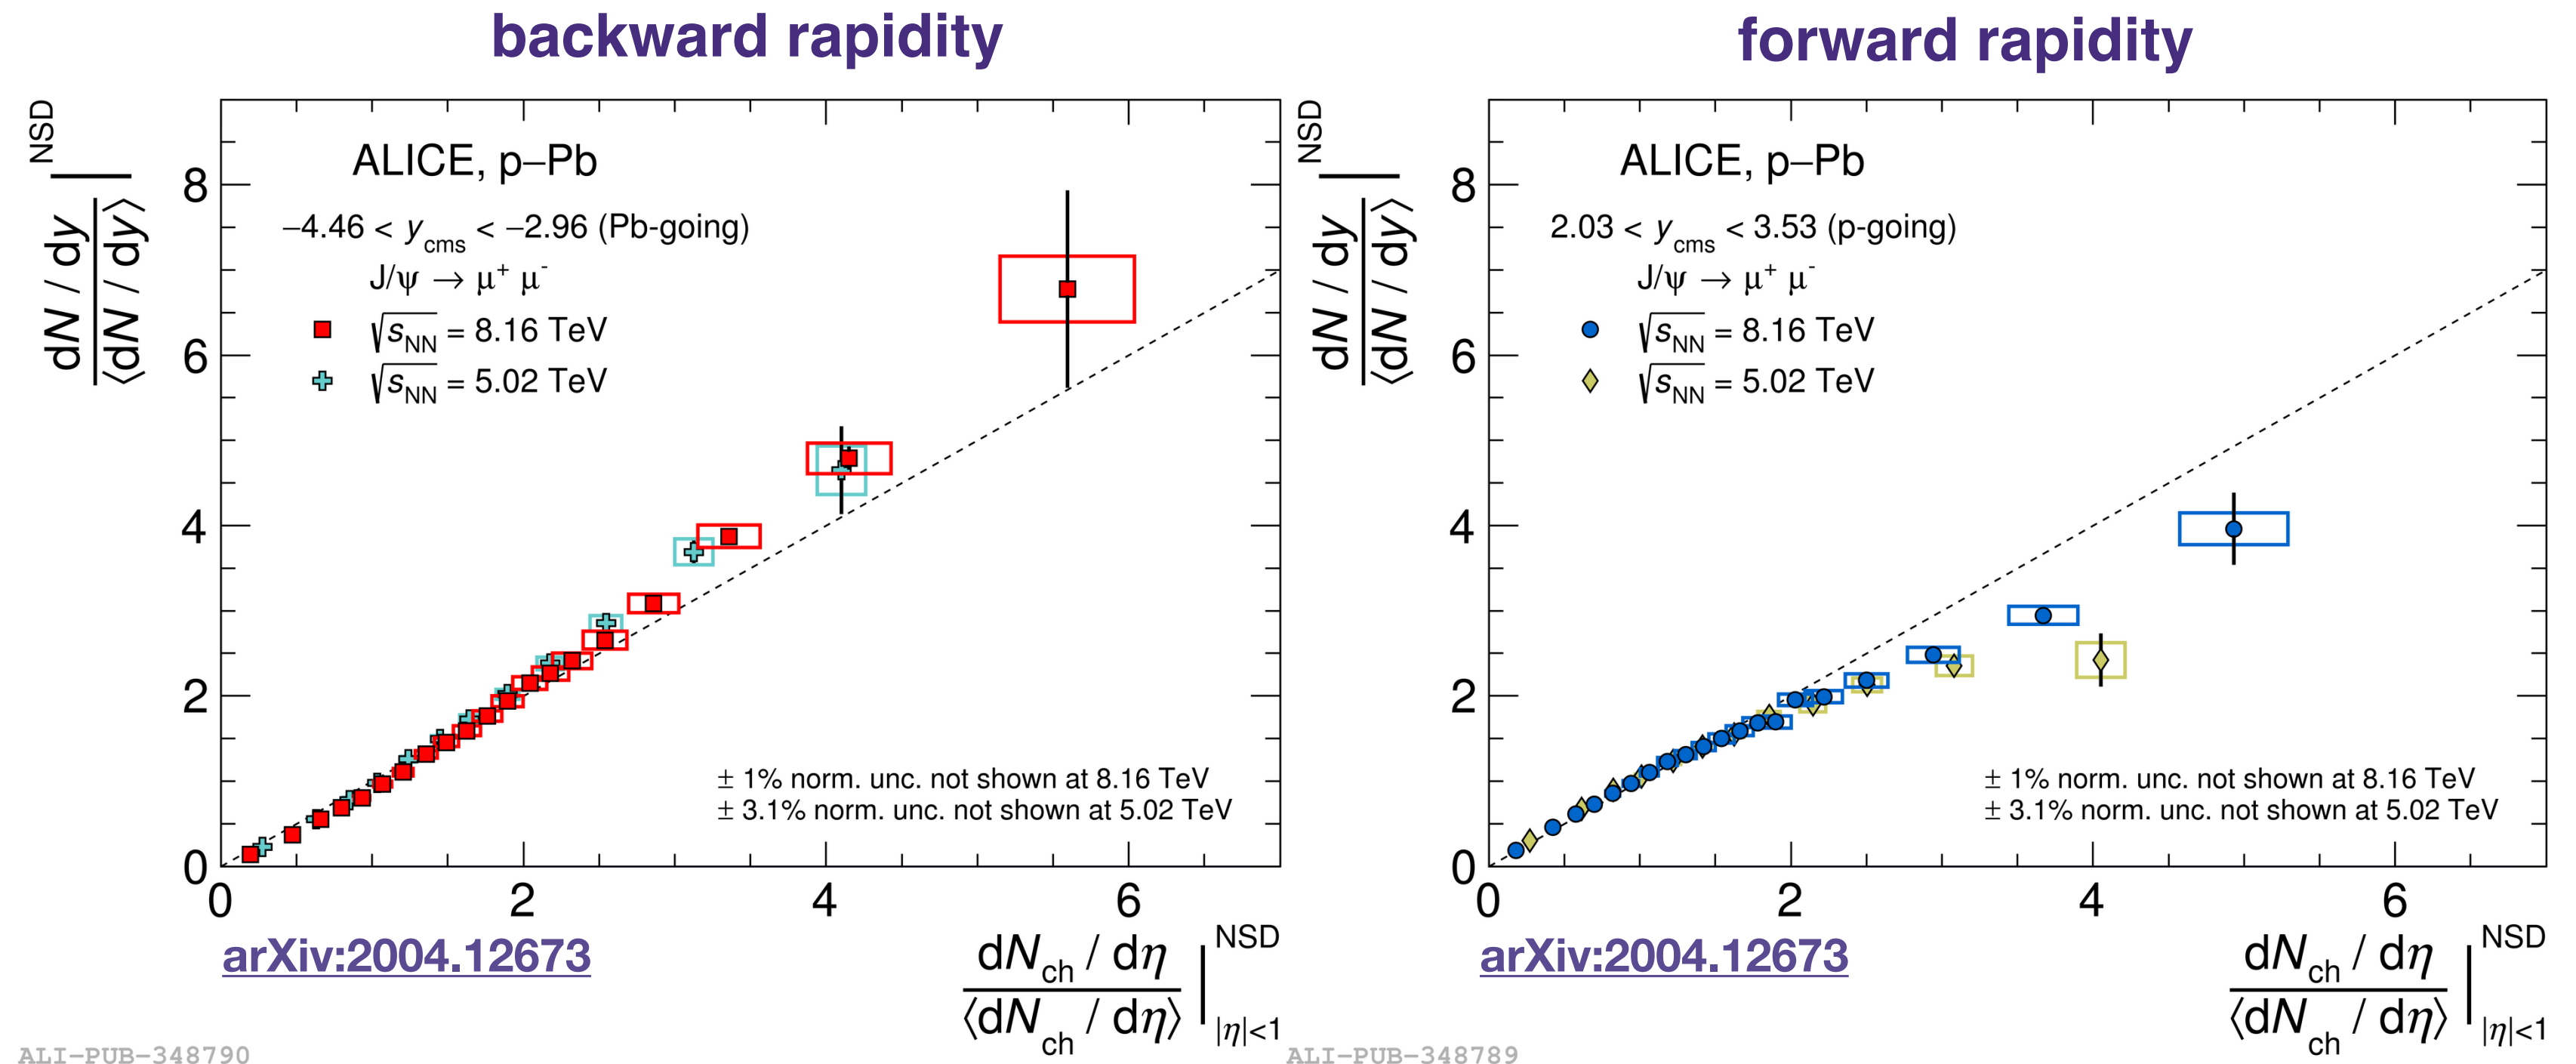 backward rapidity
dN / dy
⟨dN / dy⟩
NSD
ALICE, p–Pb
−4.46 < y_cms < −2.96 (Pb-going)
J/ψ → μ⁺ μ⁻
√s_NN = 8.16 TeV
√s_NN = 5.02 TeV
± 1% norm. unc. not shown at 8.16 TeV
± 3.1% norm. unc. not shown at 5.02 TeV
8
6
4
2
0
0 2 4 6
arXiv:2004.12673
dN_ch / dη
⟨dN_ch / dη⟩
NSD
|η|<1
ALI−PUB−348790
forward rapidity
dN / dy
⟨dN / dy⟩
NSD
ALICE, p–Pb
2.03 < y_cms < 3.53 (p-going)
J/ψ → μ⁺ μ⁻
√s_NN = 8.16 TeV
√s_NN = 5.02 TeV
± 1% norm. unc. not shown at 8.16 TeV
± 3.1% norm. unc. not shown at 5.02 TeV
8
6
4
2
0
0 2 4 6
arXiv:2004.12673
dN_ch / dη
⟨dN_ch / dη⟩
NSD
|η|<1
ALI−PUB−348789